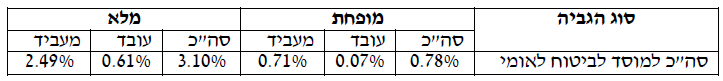 סוג הגביה מופחת מלא
סה"כ עובד מעביד סה"כ עובד מעביד
סה"כ למוסד לביטוח לאומי 0.78% 0.07% 0.71% 3.10% 0.61% 2.49%